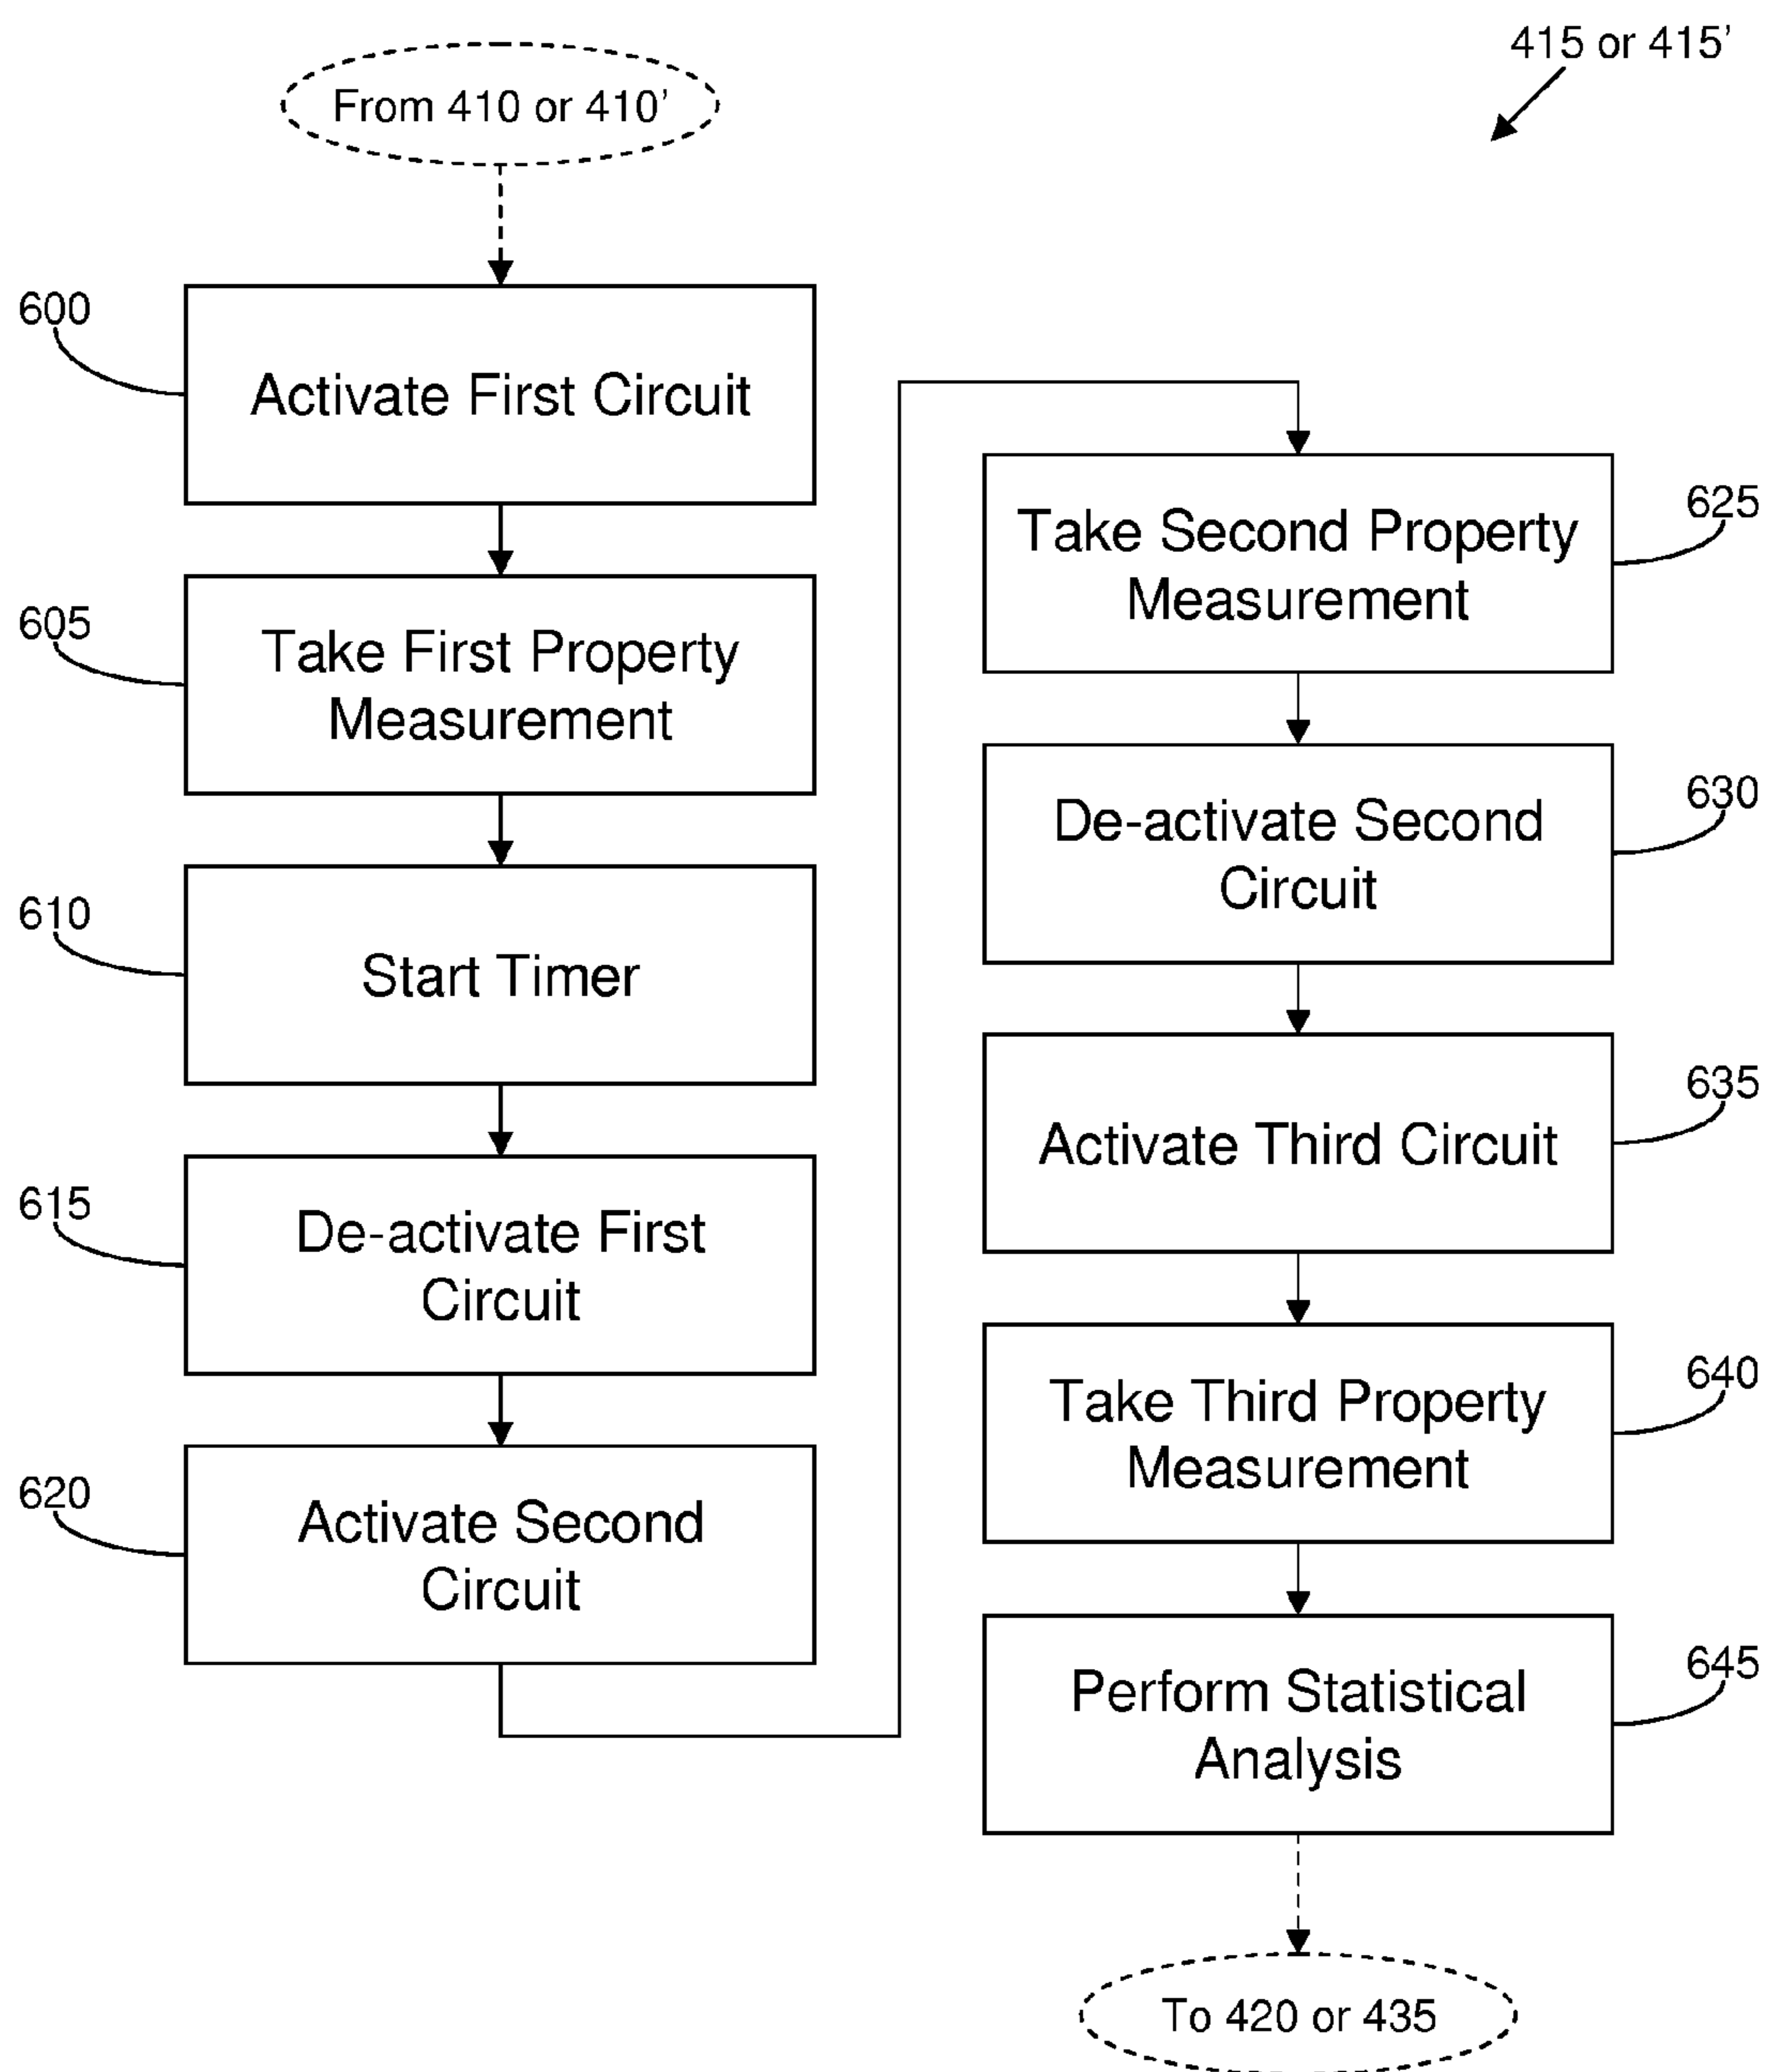 415 or 415'
From 410 or 410'
600
Activate First Circuit
605
Take First Property
Measurement
610
Start Timer
615
De-activate First
Circuit
620
Activate Second
Circuit
625
Take Second Property
Measurement
630
De-activate Second
Circuit
635
Activate Third Circuit
640
Take Third Property
Measurement
645
Perform Statistical
Analysis
To 420 or 435